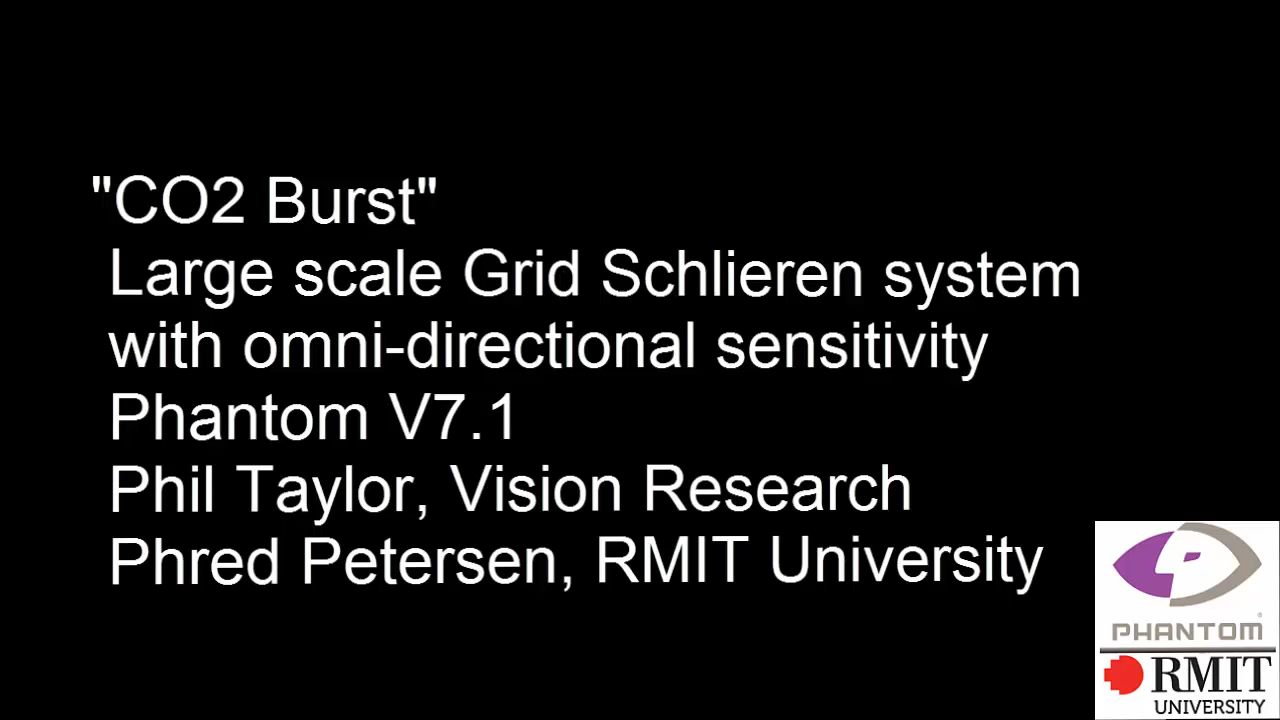 "CO2 Burst"
Large scale Grid Schlieren system
with omni-directional sensitivity
Phantom V7.1
Phil Taylor, Vision Research
Phred Petersen, RMIT University
PHANTOM
RMIT
UNIVERSITY